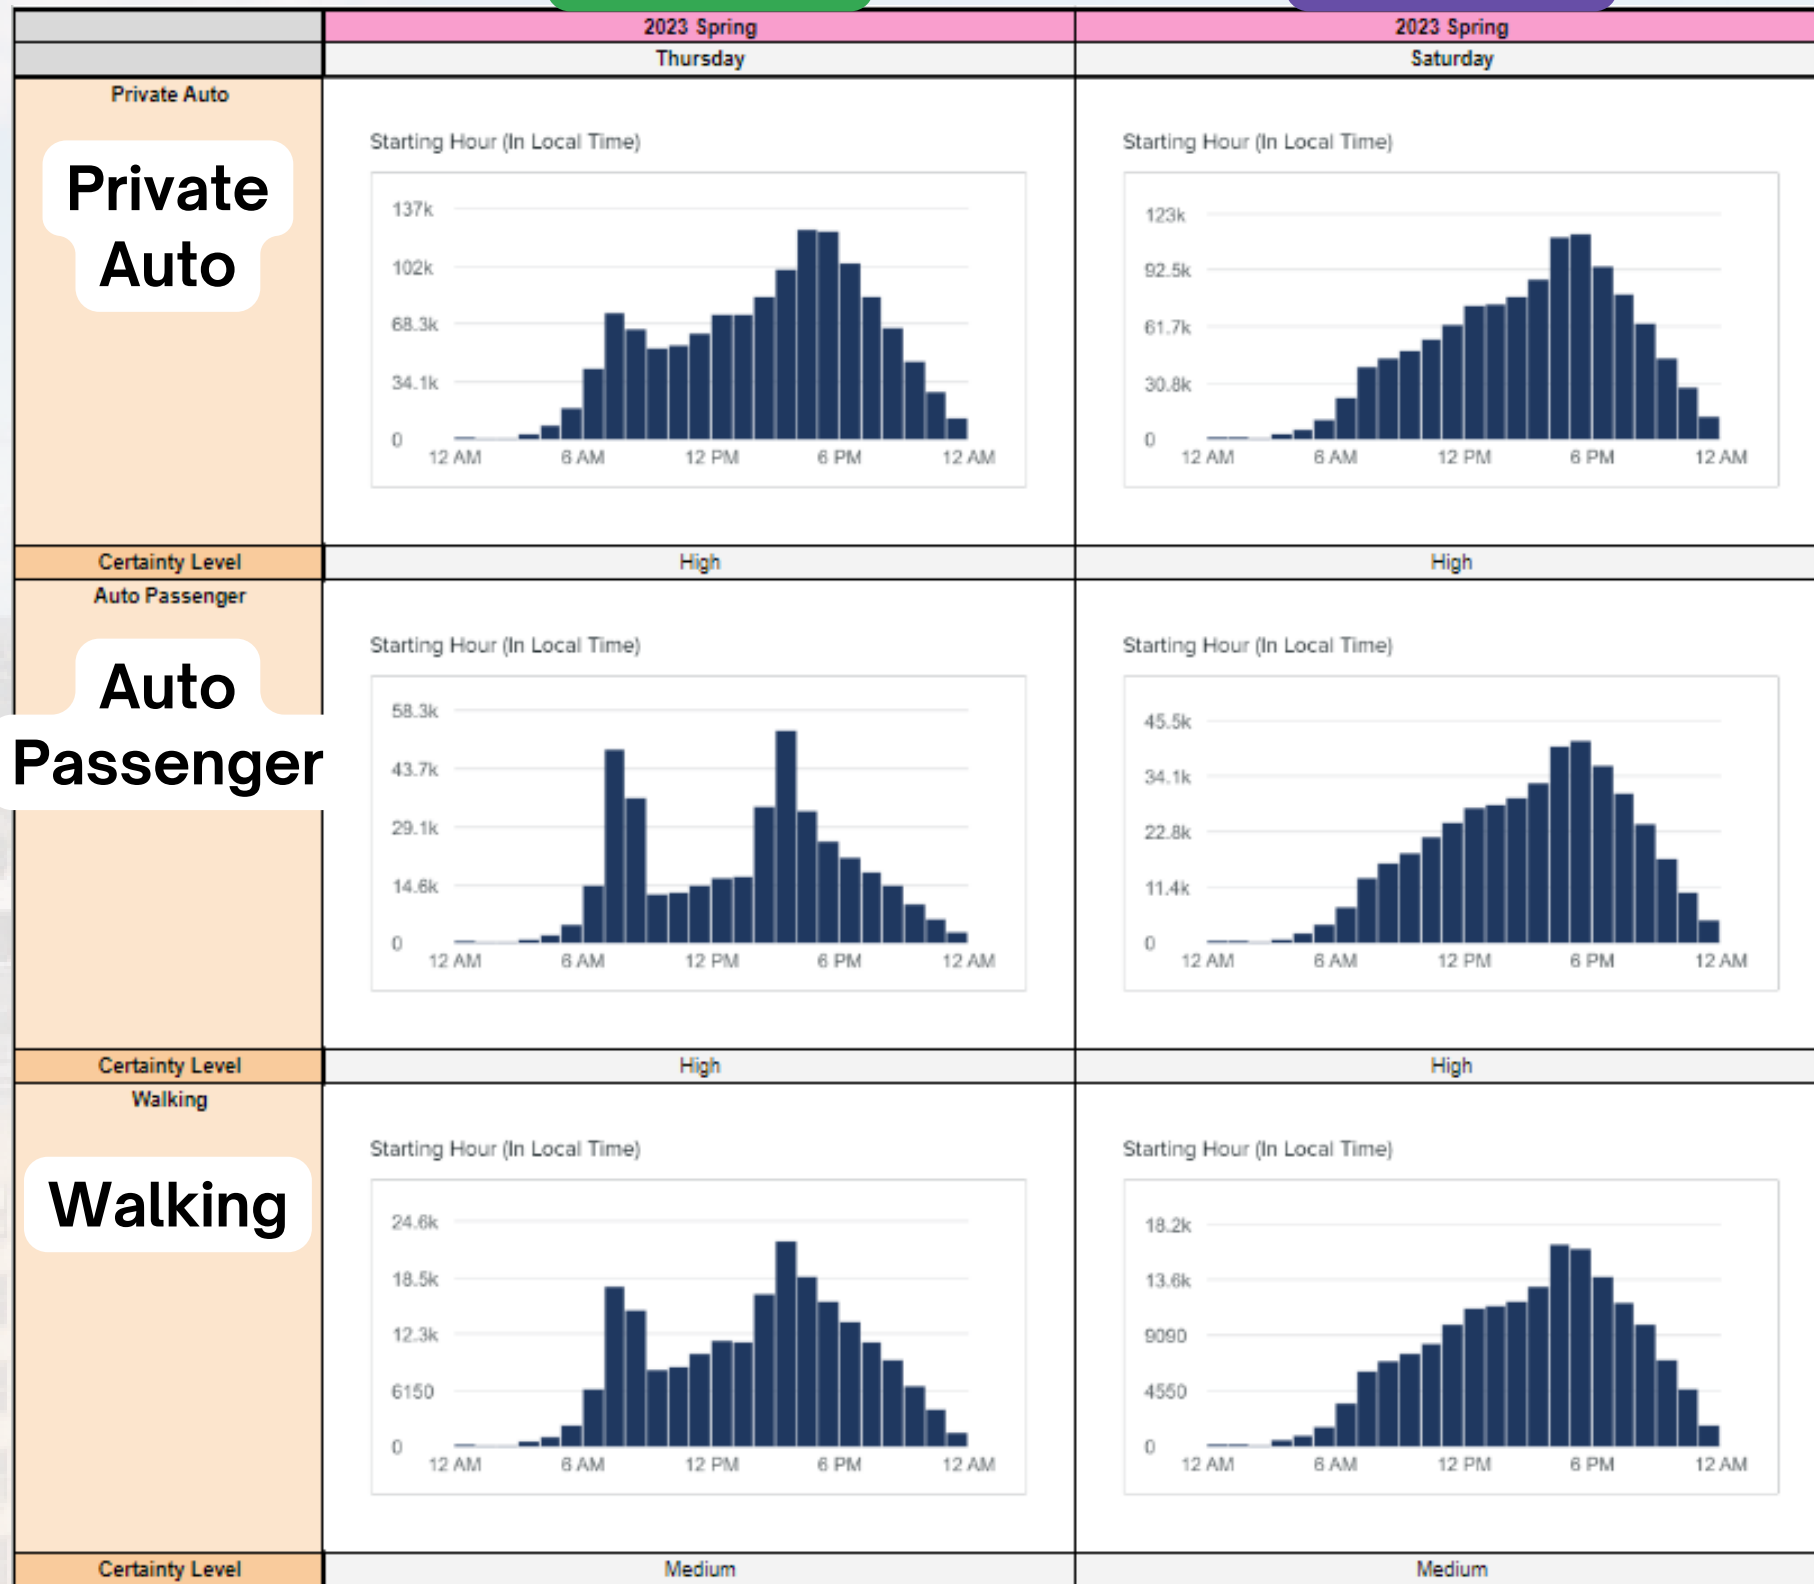 2023 Spring
2023 Spring
Thursday
Saturday
Private Auto
Private
Auto
Starting Hour (In Local Time)
137k
102k
68.3k
34.1k
0
12 AM 6 AM 12 PM 6 PM 12 AM
Starting Hour (In Local Time)
123k
92.5k
61.7k
30.8k
0
12 AM 6 AM 12 PM 6 PM 12 AM
Certainty Level
High
High
Auto Passenger
Auto
Passenger
Starting Hour (In Local Time)
58.3k
43.7k
29.1k
14.6k
0
12 AM 6 AM 12 PM 6 PM 12 AM
Starting Hour (In Local Time)
45.5k
34.1k
22.8k
11.4k
0
12 AM 6 AM 12 PM 6 PM 12 AM
Certainty Level
High
High
Walking
Walking
Starting Hour (In Local Time)
24.6k
18.5k
12.3k
6150
0
12 AM 6 AM 12 PM 6 PM 12 AM
Starting Hour (In Local Time)
18.2k
13.6k
9090
4550
0
12 AM 6 AM 12 PM 6 PM 12 AM
Certainty Level
Medium
Medium